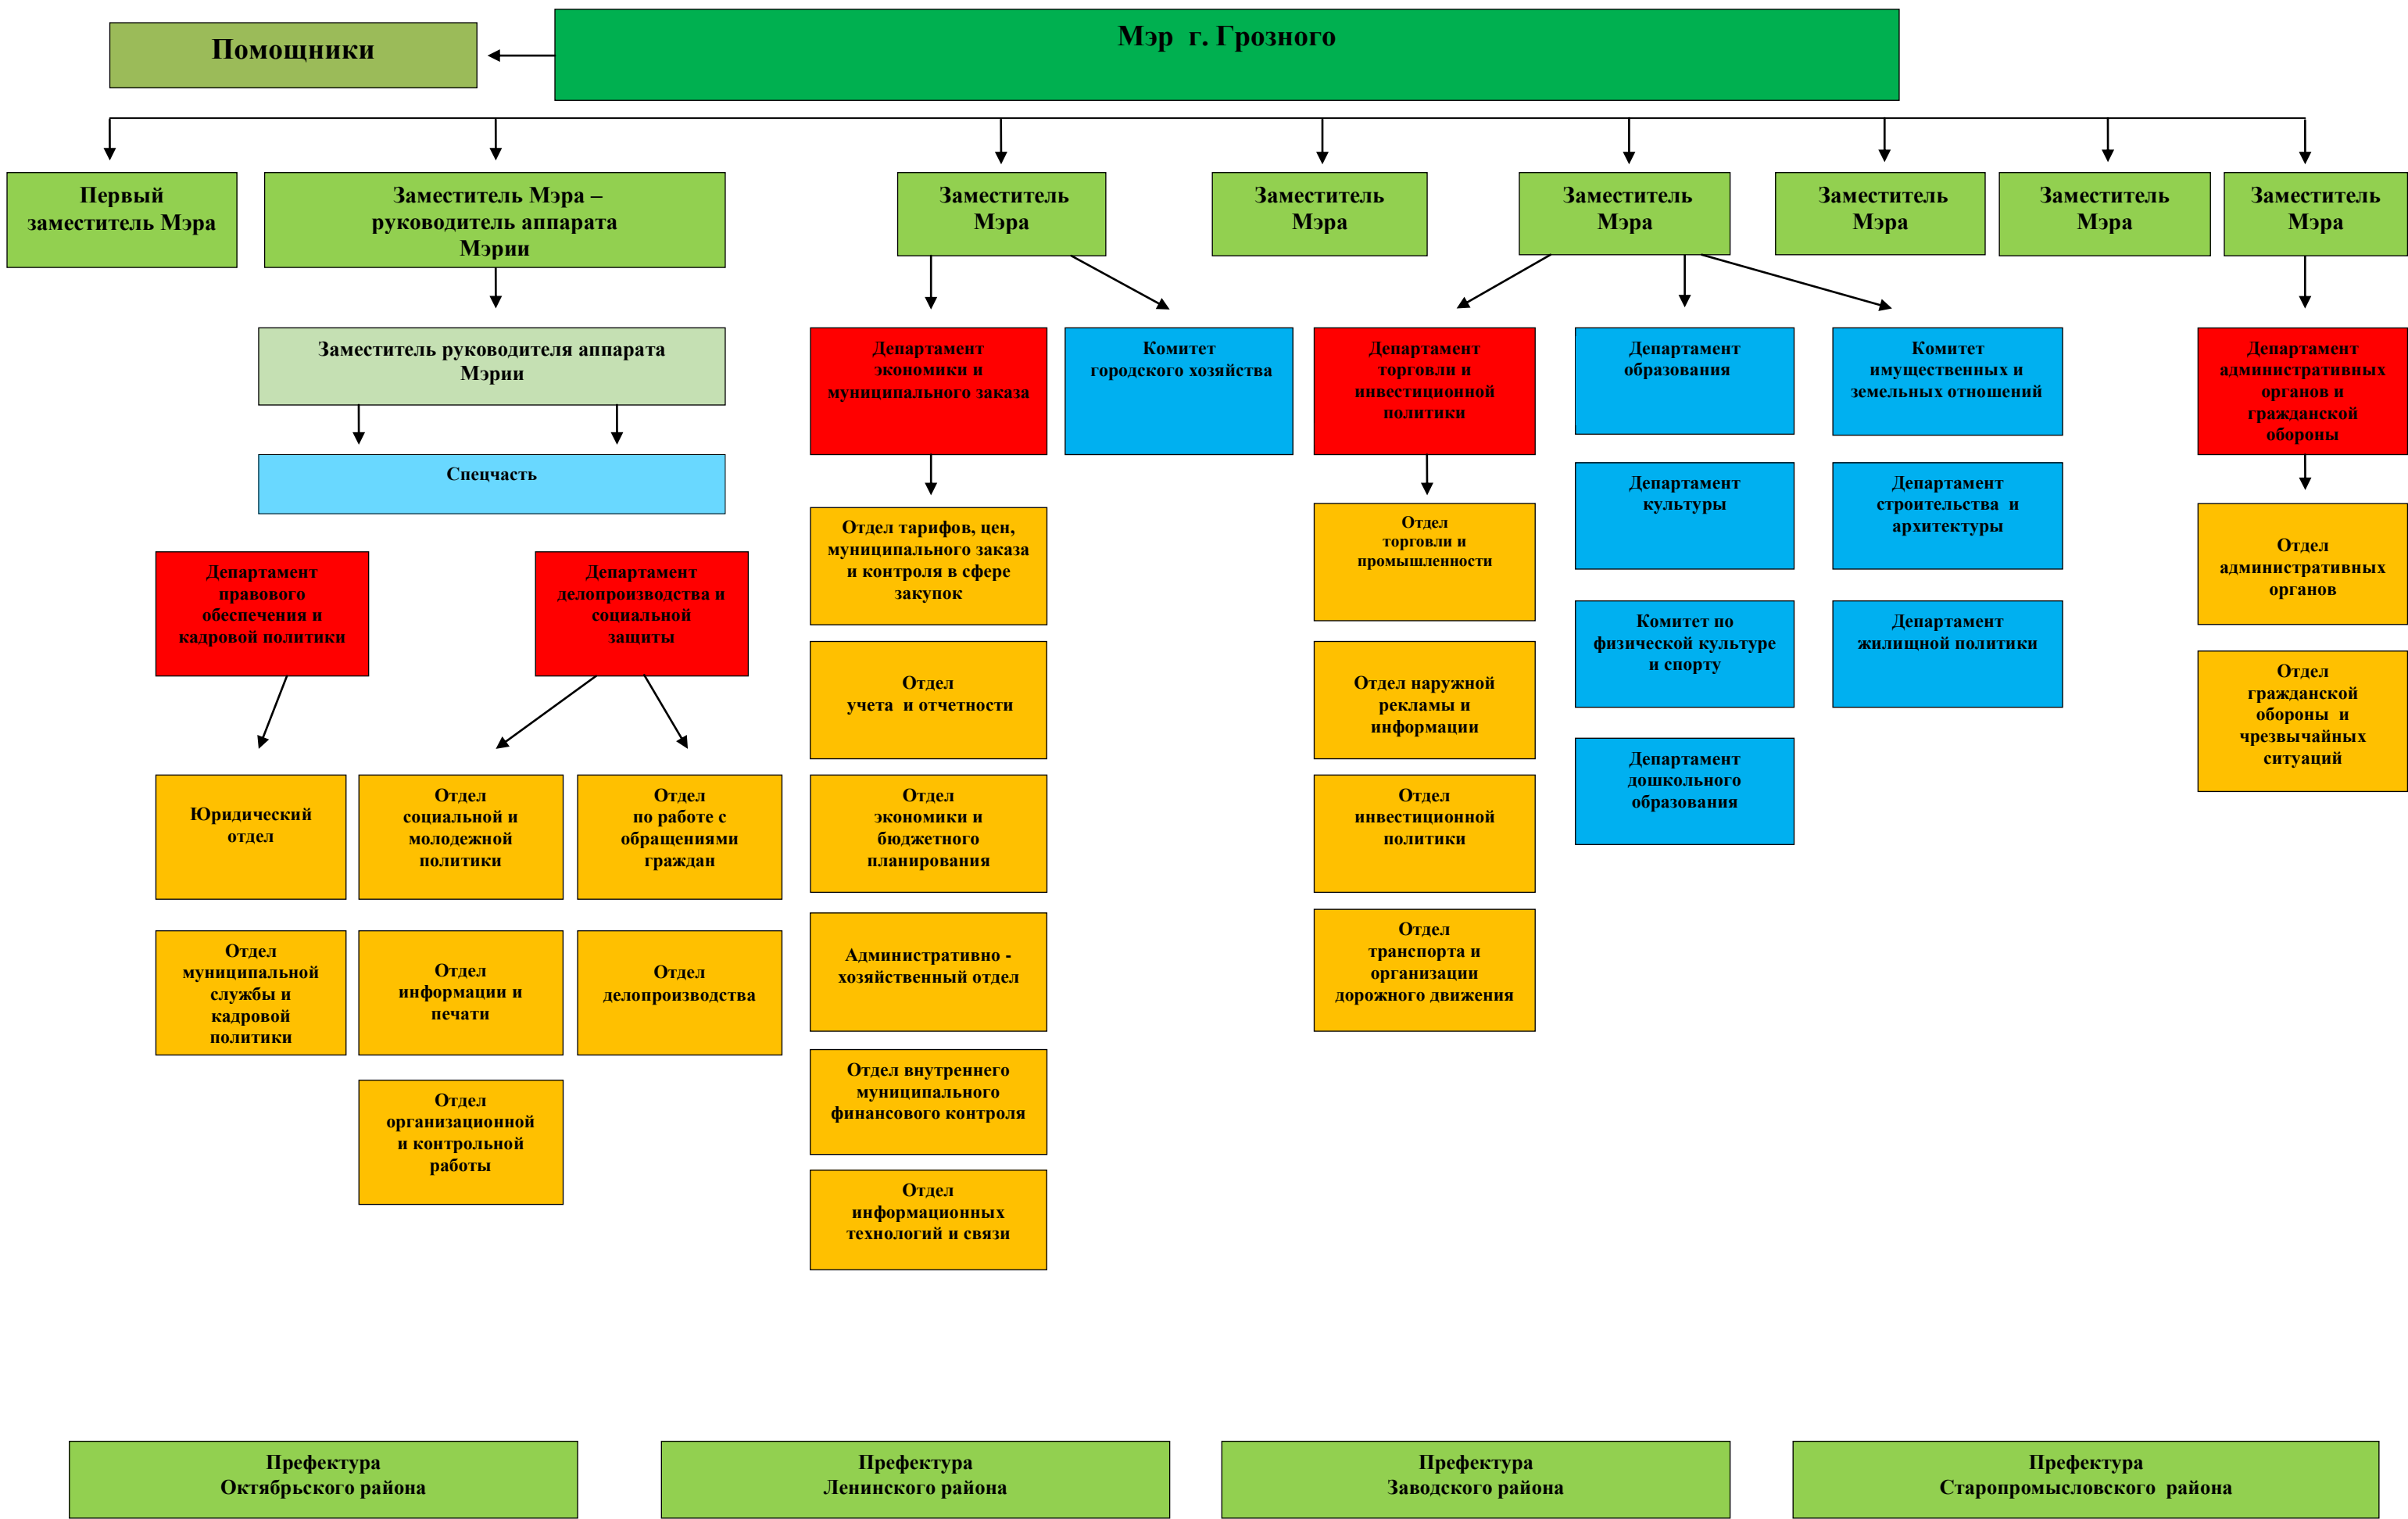 Помощники
Мэр г. Грозного
Первый
заместитель Мэра
Заместитель Мэра –
руководитель аппарата
Мэрии
Заместитель
Мэра
Заместитель
Мэра
Заместитель
Мэра
Заместитель
Мэра
Заместитель
Мэра
Заместитель
Мэра
Заместитель руководителя аппарата
Мэрии
Спецчасть
Департамент
правового
обеспечения и
кадровой политики
Департамент
делопроизводства и
социальной
защиты
Юридический
отдел
Отдел
социальной и
молодежной
политики
Отдел
по работе с
обращениями
граждан
Отдел
муниципальной
службы и
кадровой
политики
Отдел
информации и
печати
Отдел
делопроизводства
Отдел
организационной
и контрольной
работы
Департамент
экономики и
муниципального заказа
Комитет
городского хозяйства
Отдел тарифов, цен,
муниципального заказа
и контроля в сфере
закупок
Отдел
учета и отчетности
Отдел
экономики и
бюджетного
планирования
Административно -
хозяйственный отдел
Отдел внутреннего
муниципального
финансового контроля
Отдел
информационных
технологий и связи
Департамент
торговли и
инвестиционной
политики
Отдел
торговли и
промышленности
Отдел наружной
рекламы и
информации
Отдел
инвестиционной
политики
Отдел
транспорта и
организации
дорожного движения
Департамент
образования
Департамент
культуры
Комитет по
физической культуре
и спорту
Департамент
дошкольного
образования
Комитет
имущественных и
земельных отношений
Департамент
строительства и
архитектуры
Департамент
жилищной политики
Департамент
административных
органов и
гражданской
обороны
Отдел
административных
органов
Отдел
гражданской
обороны и
чрезвычайных
ситуаций
Префектура
Октябрьского района
Префектура
Ленинского района
Префектура
Заводского района
Префектура
Старопромысловского района